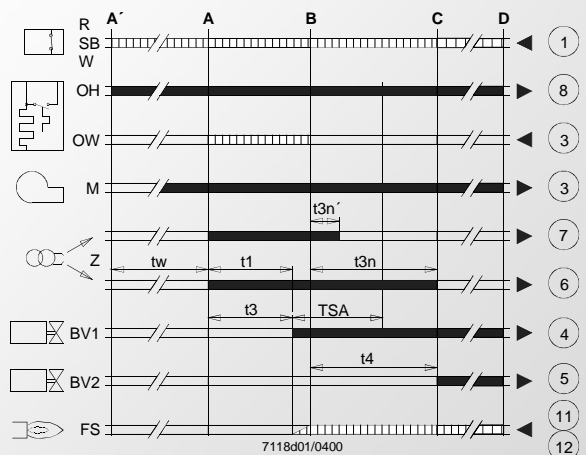 A´ A B C D
R
SB 1
W
OH 8
OW 3
M 3
t3n´
7
Z
tw t1 t3n
6
t3 TSA
BV1 4
t4
BV2 5
11
FS
7118d01/0400
12